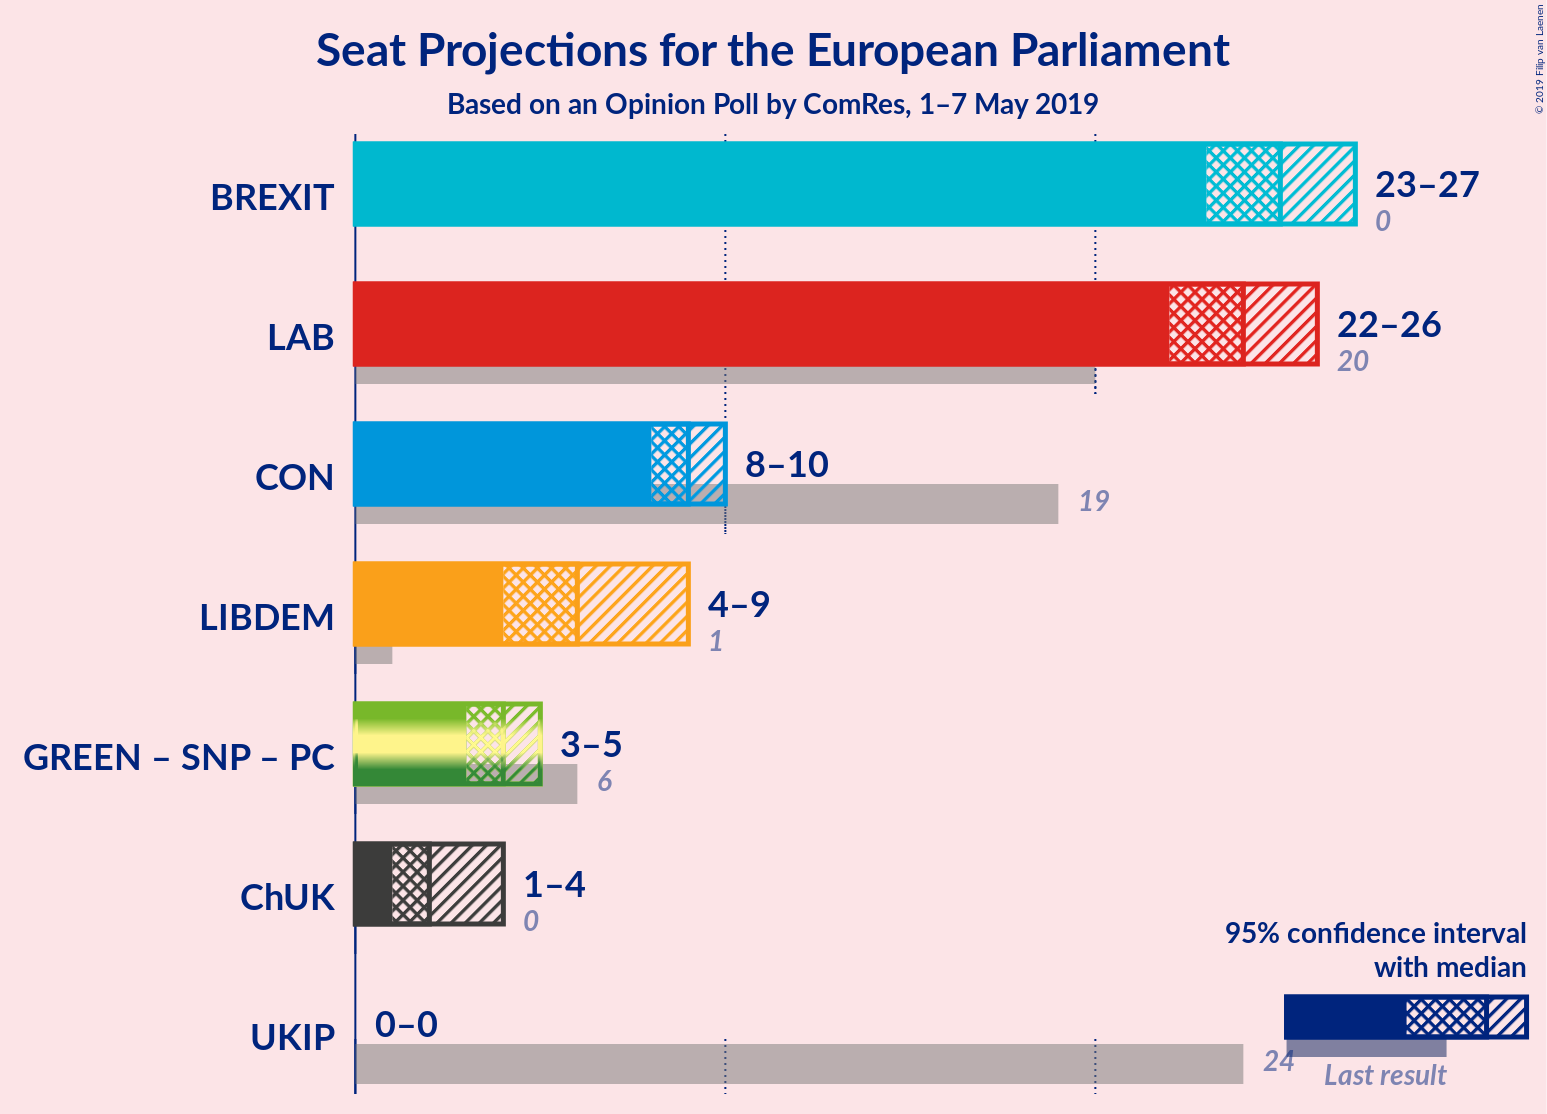 Seat Projections for the European Parliament
Based on an Opinion Poll by ComRes, 1–7 May 2019
© 2019 Filip van Laenen
BREXIT
23–27
0
LAB
22–26
20
CON
8–10
19
LIBDEM
4–9
1
GREEN – SNP – PC
3–5
6
ChUK
1–4
0
UKIP
0–0
24
95% confidence interval
with median
Last result